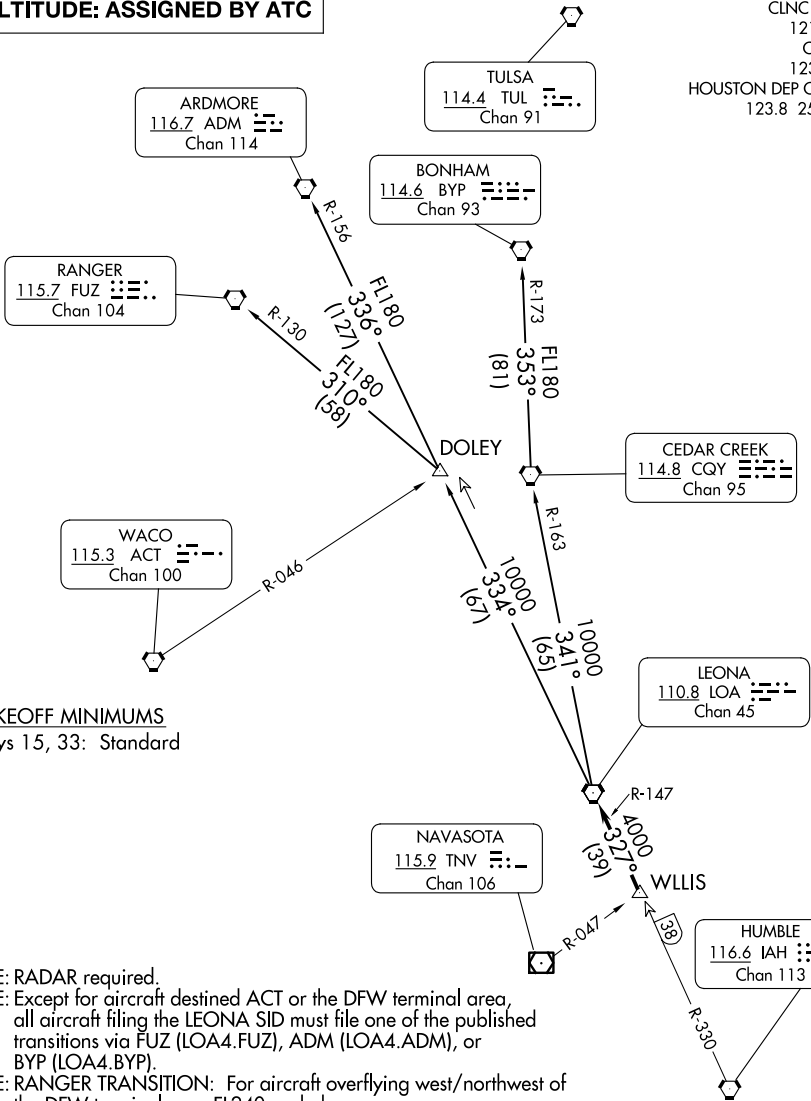 LTITUDE: ASSIGNED BY ATC
CLNC
HOUSTON DEP C
123.8 25
TULSA
114.4 TUL
Chan 91
ARDMORE
116.7 ADM
Chan 114
BONHAM
114.6 BYP
Chan 93
RANGER
115.7 FUZ
Chan 104
R-156
R-130
R-173
FL180
336°
(127)
FL180
310°
(58)
FL180
353°
(81)
DOLEY
CEDAR CREEK
114.8 CQY
Chan 95
WACO
115.3 ACT
Chan 100
R-046
R-163
10000
334°
(67)
10000
341°
(65)
LEONA
110.8 LOA
Chan 45
KEOFF MINIMUMS
ys 15, 33: Standard
R-147
4000
327°
(39)
NAVASOTA
115.9 TNV
Chan 106
WLLIS
R-047
38
HUMBLE
116.6 IAH
Chan 113
R-330
E: RADAR required.
E: Except for aircraft destined ACT or the DFW terminal area,
all aircraft filing the LEONA SID must file one of the published
transitions via FUZ (LOA4.FUZ), ADM (LOA4.ADM), or
BYP (LOA4.BYP).
E: RANGER TRANSITION: For aircraft overflying west/northwest of